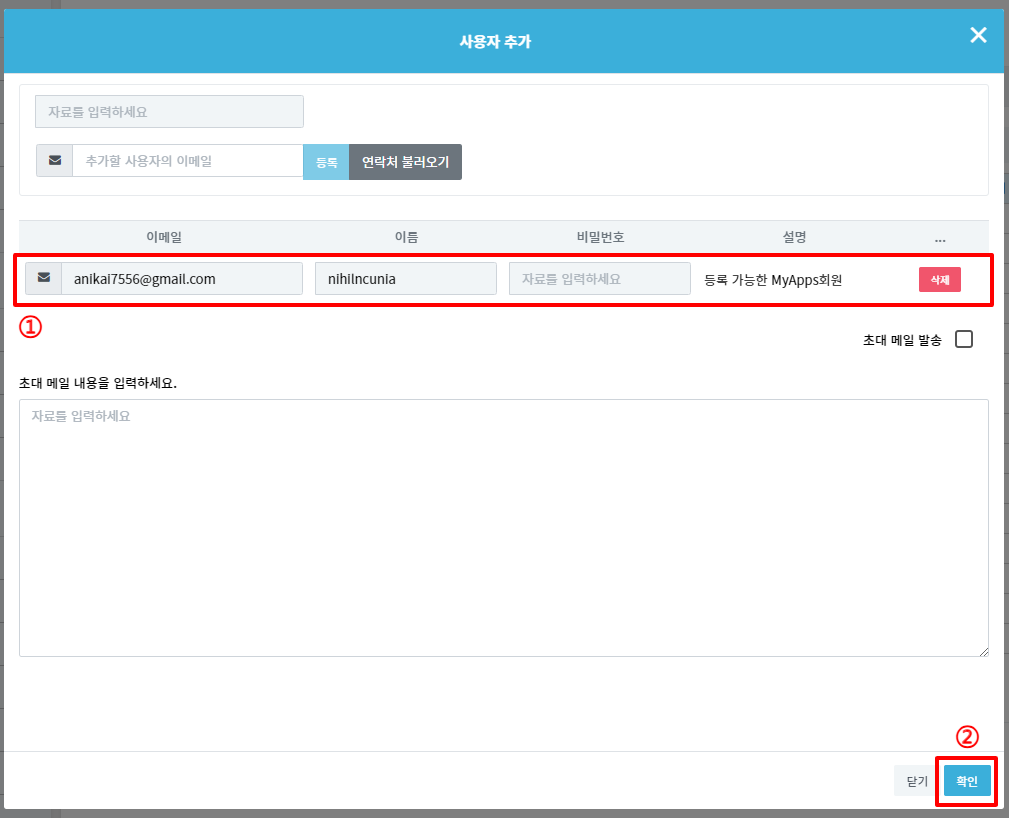 사용자 추가
자료를 입력하세요
추가할 사용자의 이메일 등록 연락처 불러오기
이메일 이름 비밀번호 설명 ...
anikai7556@gmail.com nihilncunia 자료를 입력하세요 등록 가능한 MyApps회원 삭제
①
초대 메일 발송
초대 메일 내용을 입력하세요.
자료를 입력하세요
②
닫기 확인